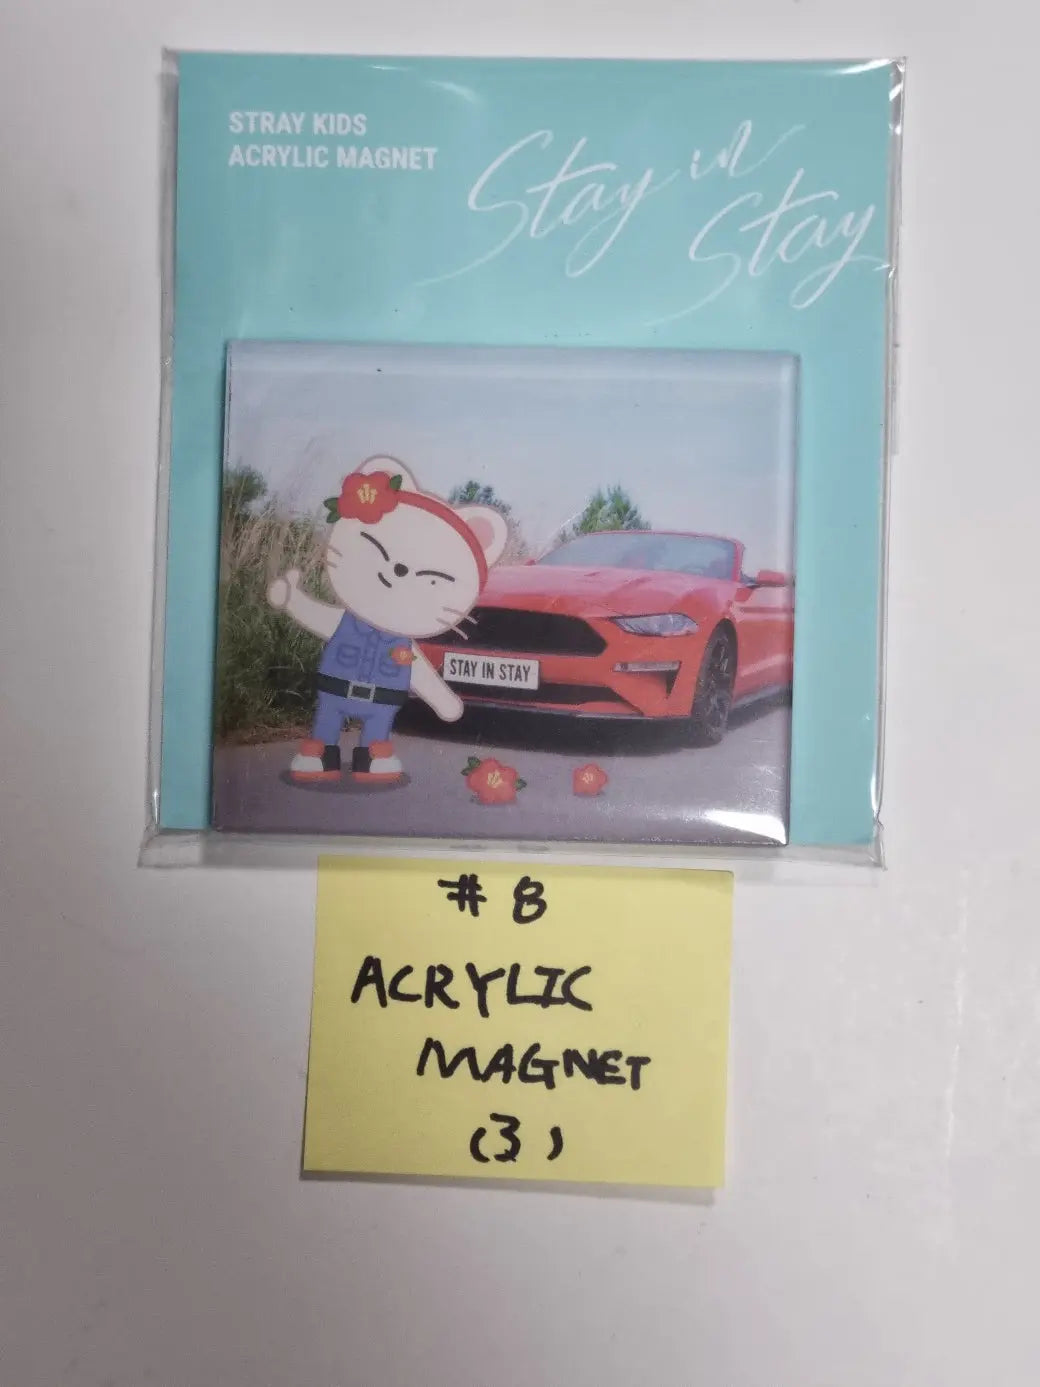 STRAY KIDS
ACRYLIC MAGNET
Stay in
Stay
STAY IN STAY
# 8
ACRYLIC
MAGNET
(3)